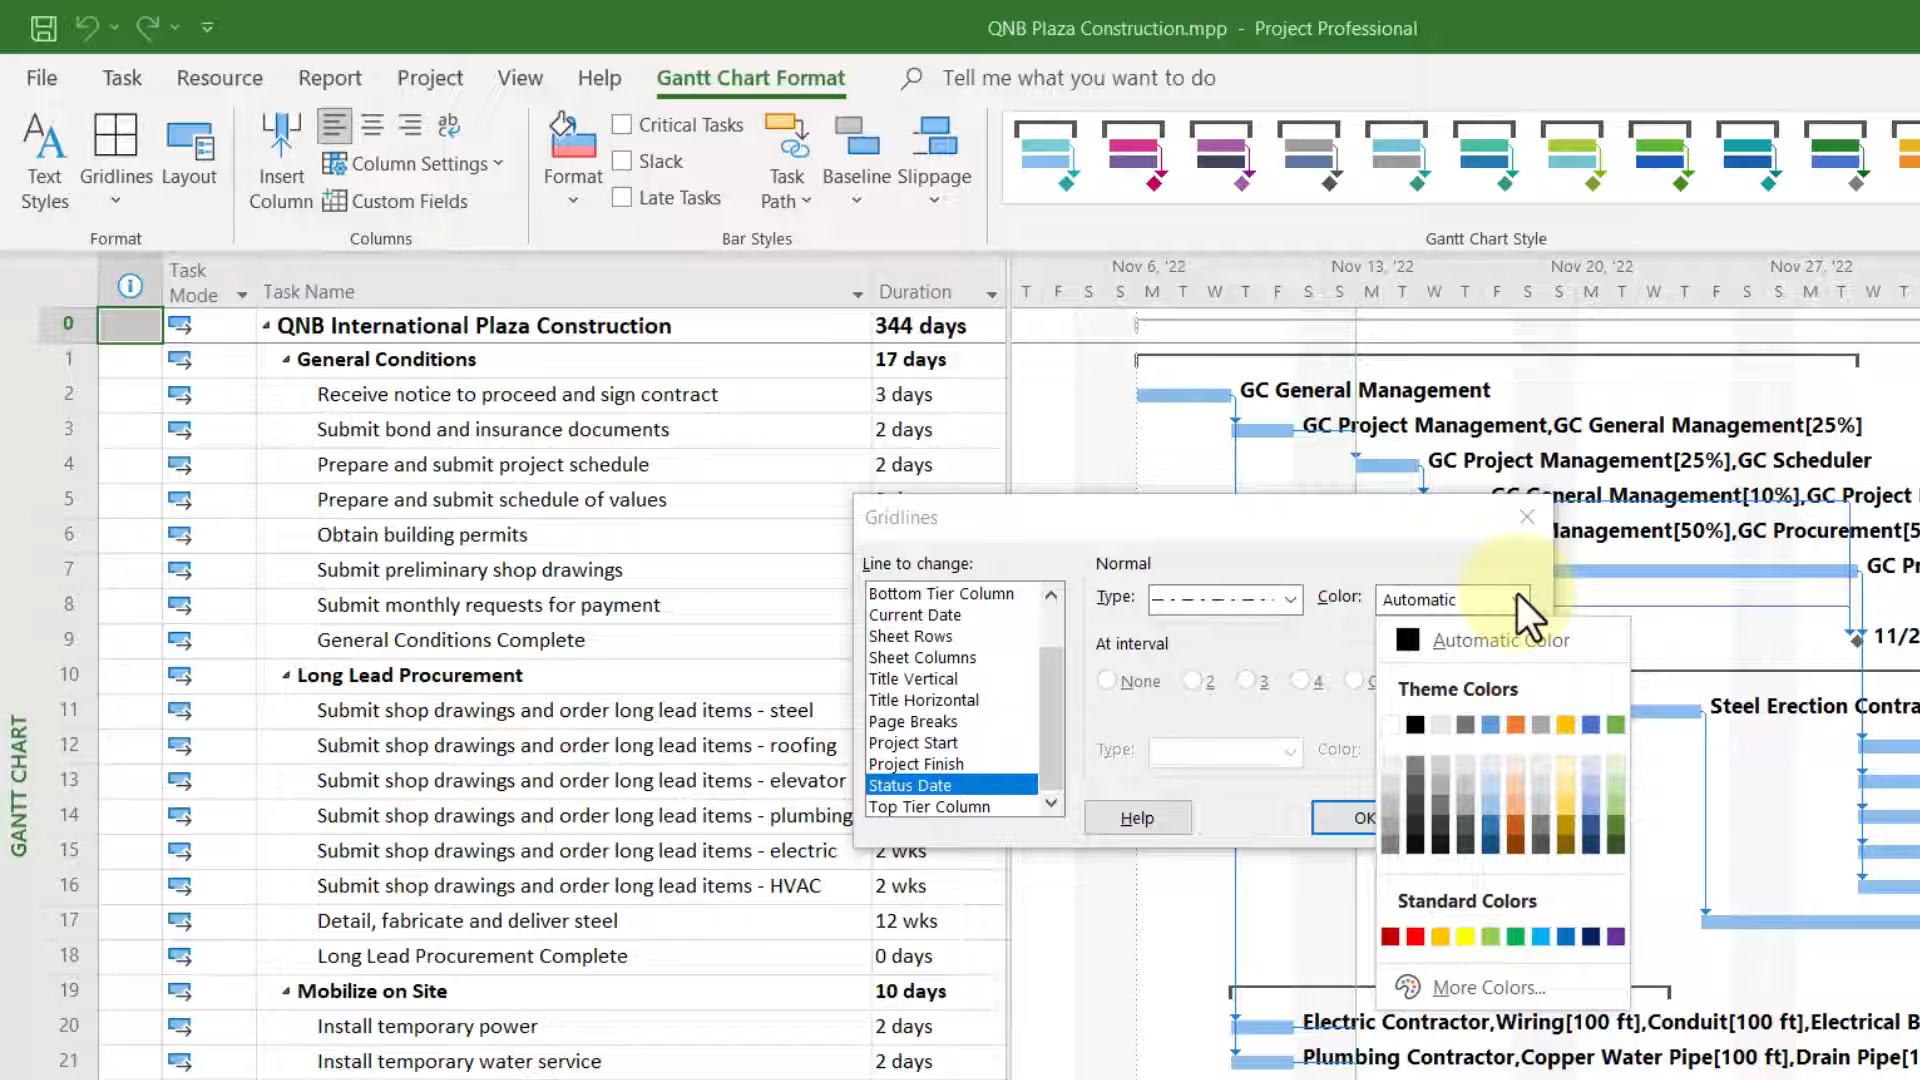 QNB Plaza Construction.mpp - Project Professional
File Task Resource Report Project View Help Gantt Chart Format Tell me what you want to do
Text Styles
Gridlines
Layout
Format
Insert Column
Column Settings
Custom Fields
Columns
Format
Critical Tasks
Slack
Late Tasks
Task Path
Baseline
Slippage
Bar Styles
Gantt Chart Style
Task Mode
Task Name
Duration
Nov 6, '22 Nov 13, '22 Nov 20, '22 Nov 27, '22
T F S S M T W T F S S M T W T F S S M T W T F S S M T W T
0 QNB International Plaza Construction 344 days
1 General Conditions 17 days
2 Receive notice to proceed and sign contract 3 days
3 Submit bond and insurance documents 2 days
4 Prepare and submit project schedule 2 days
5 Prepare and submit schedule of values
6 Obtain building permits
7 Submit preliminary shop drawings
8 Submit monthly requests for payment
9 General Conditions Complete
10 Long Lead Procurement
11 Submit shop drawings and order long lead items - steel
12 Submit shop drawings and order long lead items - roofing
13 Submit shop drawings and order long lead items - elevator
14 Submit shop drawings and order long lead items - plumbing
15 Submit shop drawings and order long lead items - electric 2 wks
16 Submit shop drawings and order long lead items - HVAC 2 wks
17 Detail, fabricate and deliver steel 12 wks
18 Long Lead Procurement Complete 0 days
19 Mobilize on Site 10 days
20 Install temporary power 2 days
21 Install temporary water service 2 days
GANTT CHART
GC General Management
GC Project Management,GC General Management[25%]
GC Project Management[25%],GC Scheduler
GC General Management[10%],GC Project
Management[50%],GC Procurement[5
GC Pr
11/2
Steel Erection Contra
Electric Contractor,Wiring[100 ft],Conduit[100 ft],Electrical B
Plumbing Contractor,Copper Water Pipe[100 ft],Drain Pipe[1
Gridlines
Line to change:
Bottom Tier Column
Current Date
Sheet Rows
Sheet Columns
Title Vertical
Title Horizontal
Page Breaks
Project Start
Project Finish
Status Date
Top Tier Column
Normal
Type:
Color: Automatic
At interval
None 2 3 4
Type:
Color:
Help
OK
Automatic Color
Theme Colors
Standard Colors
More Colors...